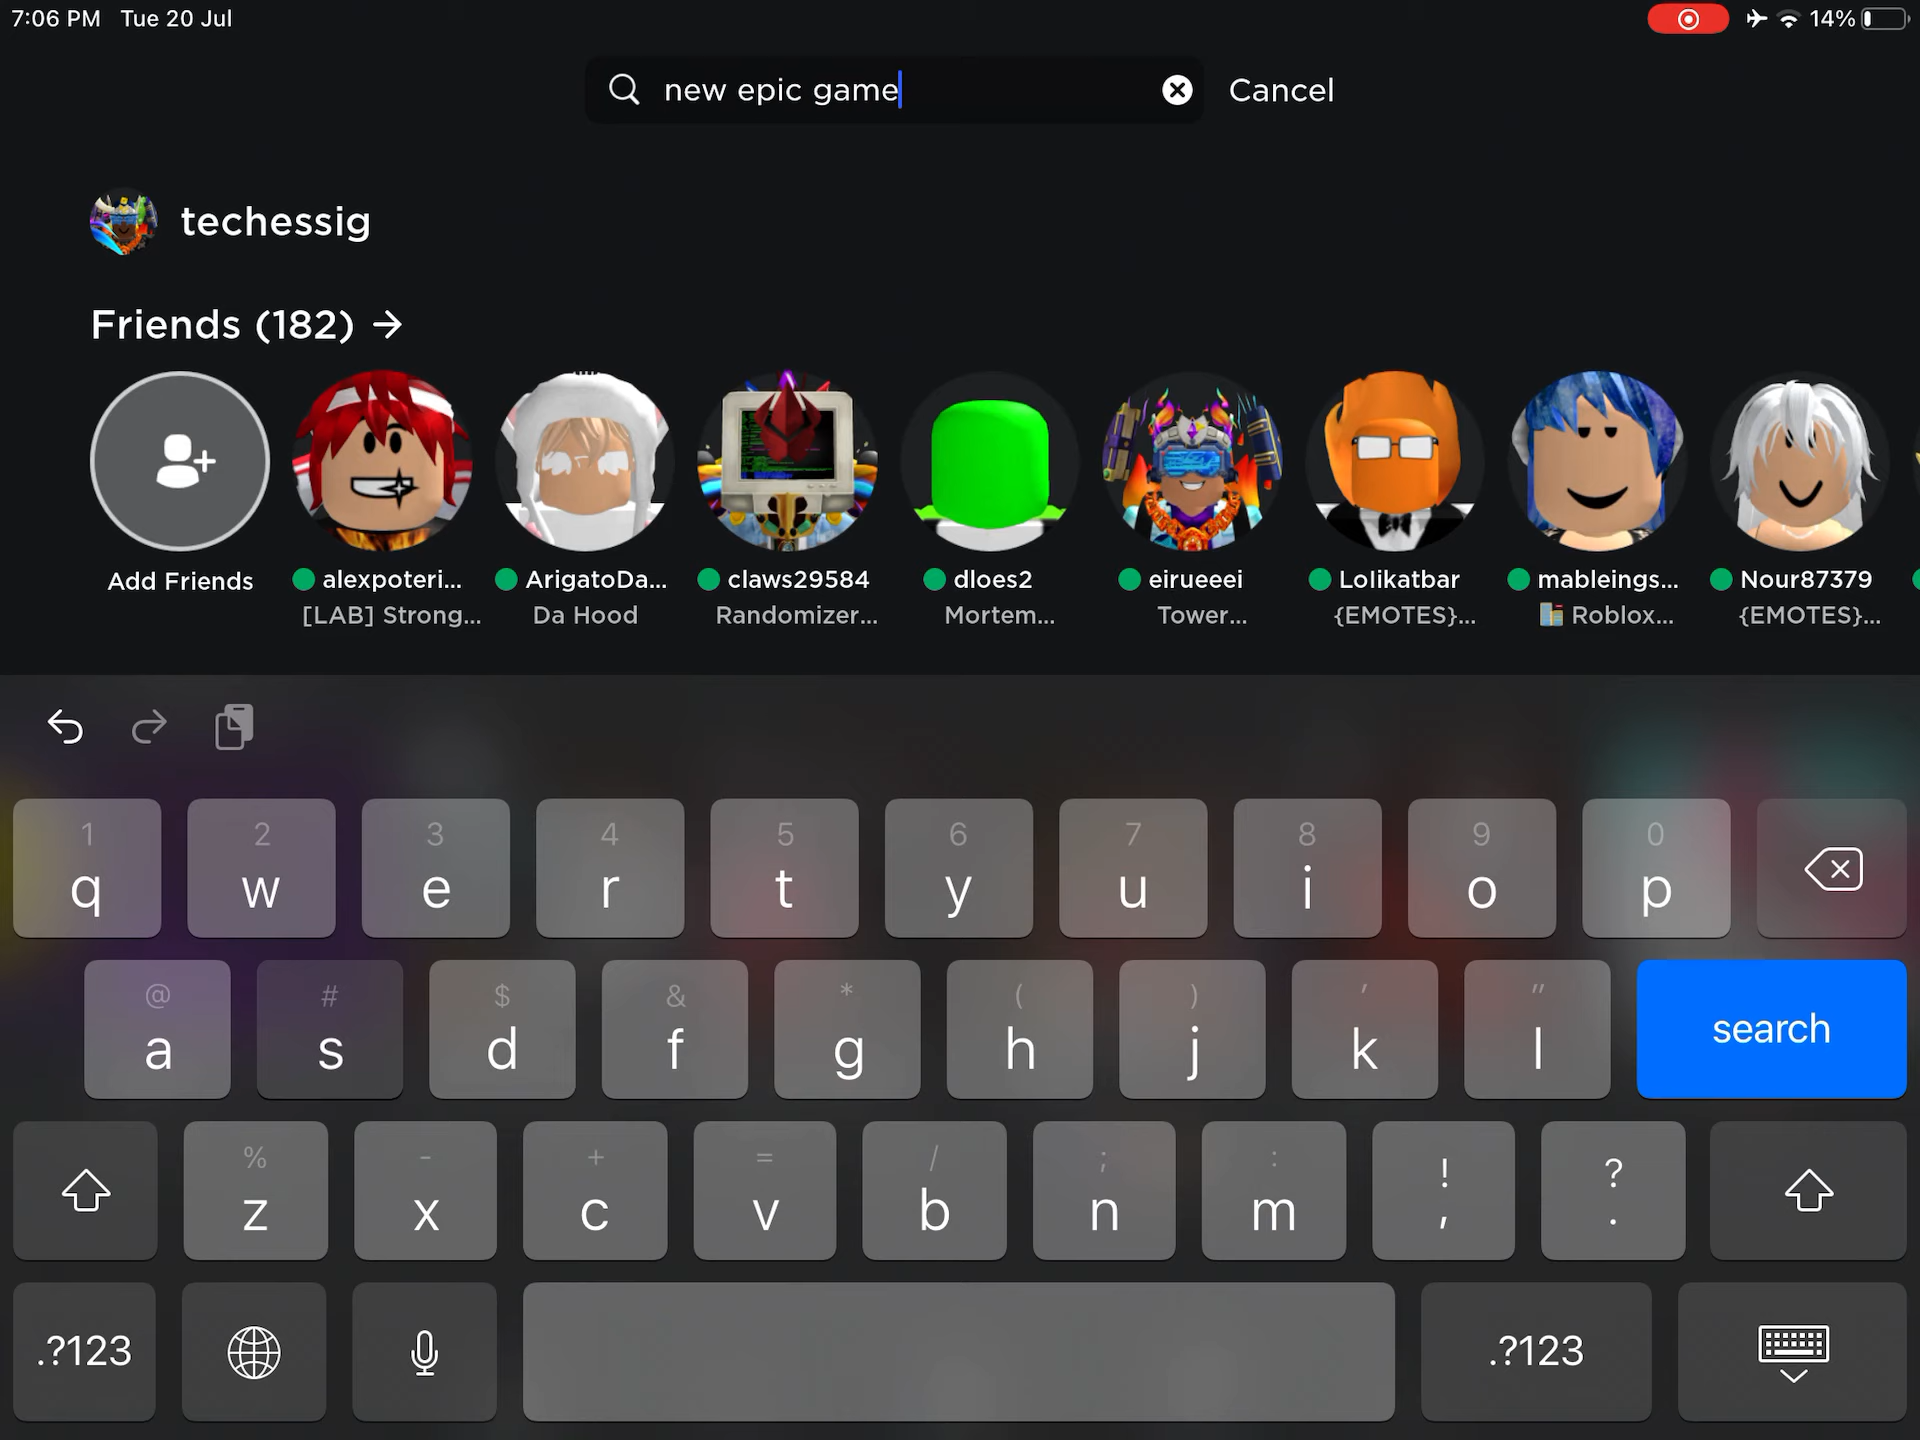 7:06 PM Tue 20 Jul
14%
new epic game
Cancel
techessig
Friends (182) →
Add Friends
alexpoteri...
[LAB] Strong...
ArigatoDa...
Da Hood
claws29584
Randomizer...
dloes2
Mortem...
eirueeei
Tower...
Lolikatbar
{EMOTES}...
mableings...
Roblox...
Nour87379
{EMOTES}...
1 2 3 4 5 6 7 8 9 0
q w e r t y u i o p
@ # $ & * ( ) ' "
a s d f g h j k l search
% - + = / ; : ! ?
z x c v b n m , .
.?123 .?123